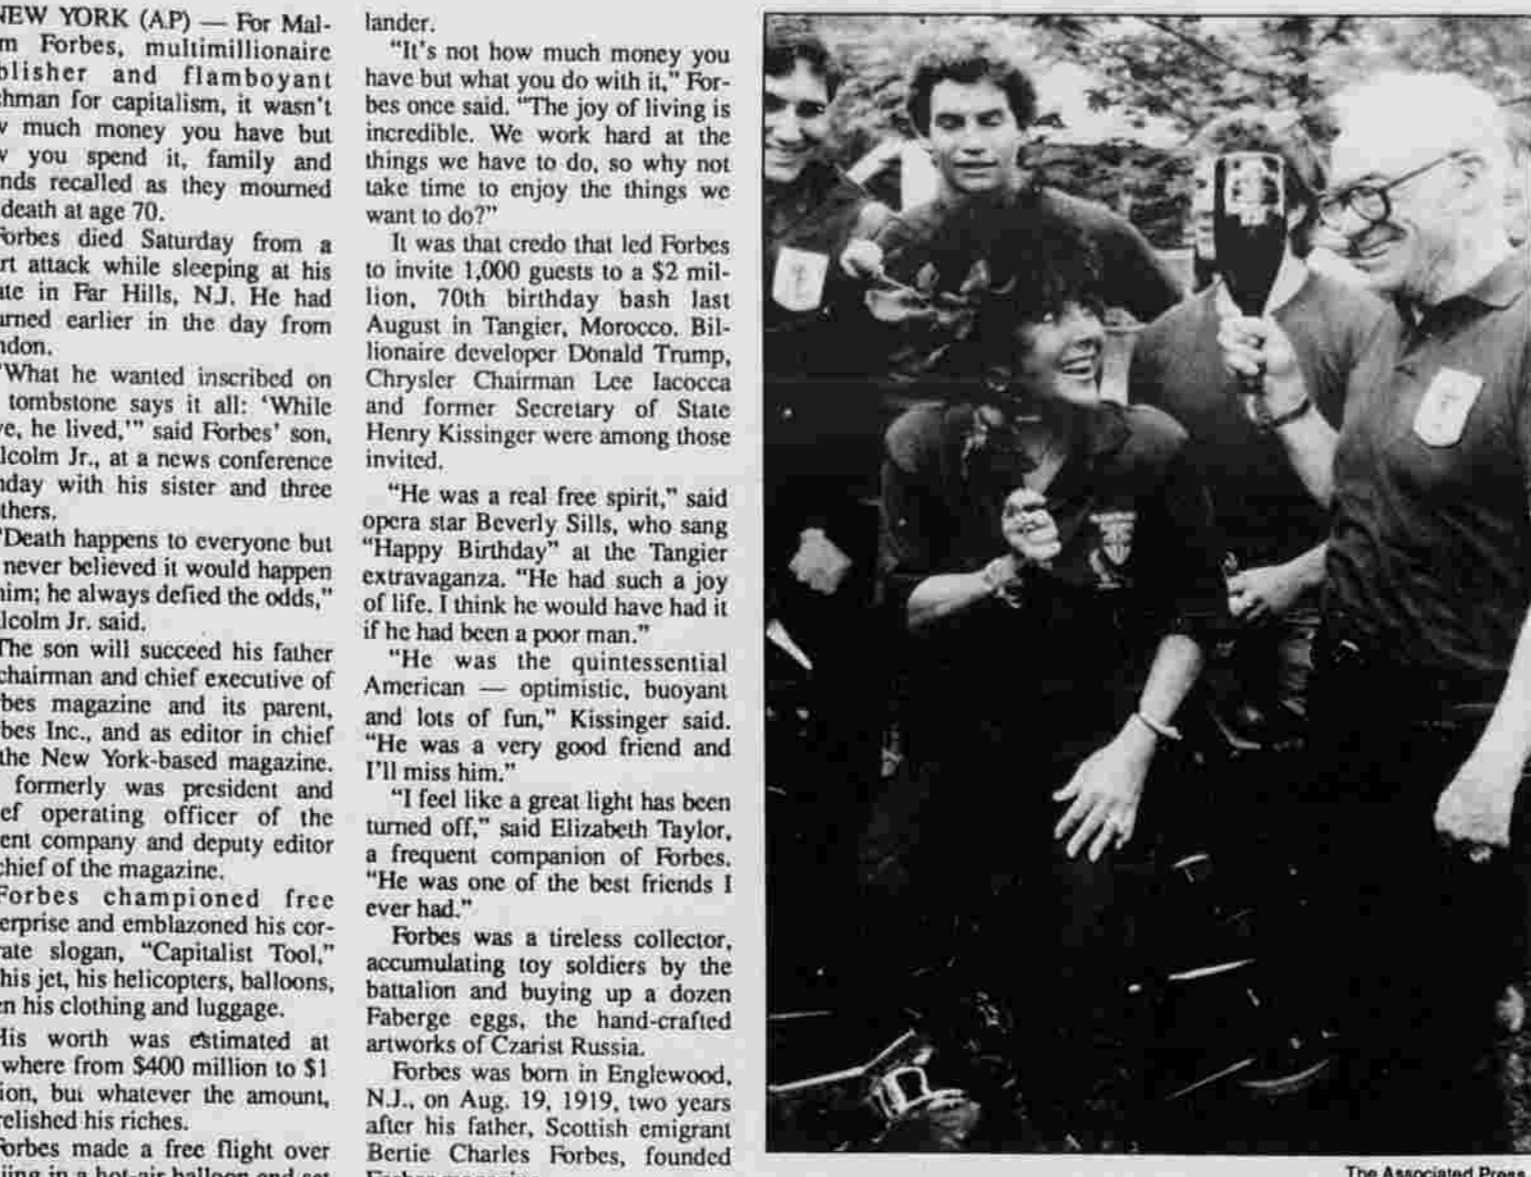 NEW YORK (AP) — For Mal-
m Forbes, multimillionaire
blisher and flamboyant
chman for capitalism, it wasn't
w much money you have but
w you spend it, family and
nds recalled as they mourned
death at age 70.
Forbes died Saturday from a
rt attack while sleeping at his
ate in Far Hills, N.J. He had
urned earlier in the day from
ndon.
"What he wanted inscribed on
tombstone says it all: 'While
ve, he lived,'" said Forbes' son,
lcolm Jr., at a news conference
nday with his sister and three
thers.
"Death happens to everyone but
never believed it would happen
him; he always defied the odds,"
lcolm Jr. said.
The son will succeed his father
chairman and chief executive of
bes magazine and its parent,
bes Inc., and as editor in chief
the New York-based magazine.
formerly was president and
ef operating officer of the
ent company and deputy editor
chief of the magazine.
Forbes championed free
erprise and emblazoned his cor-
ate slogan, "Capitalist Tool,"
his jet, his helicopters, balloons,
en his clothing and luggage.
His worth was estimated at
where from $400 million to $1
ion, but whatever the amount,
relished his riches.
Forbes made a free flight over
jing in a hot-air balloon and set
lander.
"It's not how much money you
have but what you do with it," For-
bes once said. "The joy of living is
incredible. We work hard at the
things we have to do, so why not
take time to enjoy the things we
want to do?"
It was that credo that led Forbes
to invite 1,000 guests to a $2 mil-
lion, 70th birthday bash last
August in Tangier, Morocco. Bil-
lionaire developer Donald Trump,
Chrysler Chairman Lee Iacocca
and former Secretary of State
Henry Kissinger were among those
invited.
"He was a real free spirit," said
opera star Beverly Sills, who sang
"Happy Birthday" at the Tangier
extravaganza. "He had such a joy
of life. I think he would have had it
if he had been a poor man."
"He was the quintessential
American — optimistic, buoyant
and lots of fun," Kissinger said.
"He was a very good friend and
I'll miss him."
"I feel like a great light has been
turned off," said Elizabeth Taylor,
a frequent companion of Forbes.
"He was one of the best friends I
ever had."
Forbes was a tireless collector,
accumulating toy soldiers by the
battalion and buying up a dozen
Faberge eggs, the hand-crafted
artworks of Czarist Russia.
Forbes was born in Englewood,
N.J., on Aug. 19, 1919, two years
after his father, Scottish emigrant
Bertie Charles Forbes, founded
The Associated Press